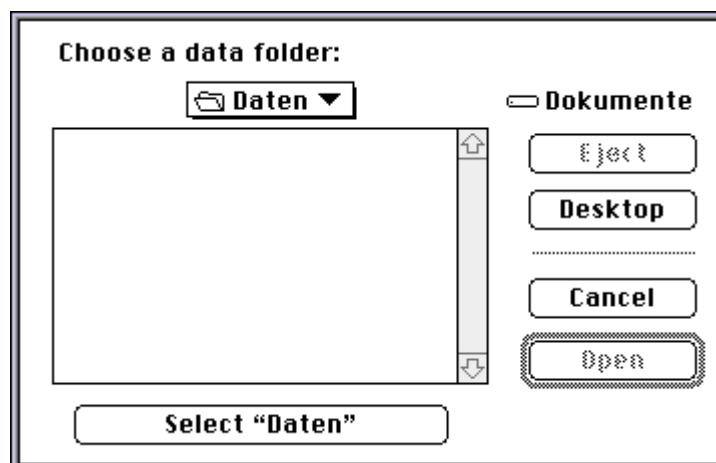 Choose a data folder:
Daten
Dokumente
Eject
Desktop
Cancel
Open
Select “Daten”